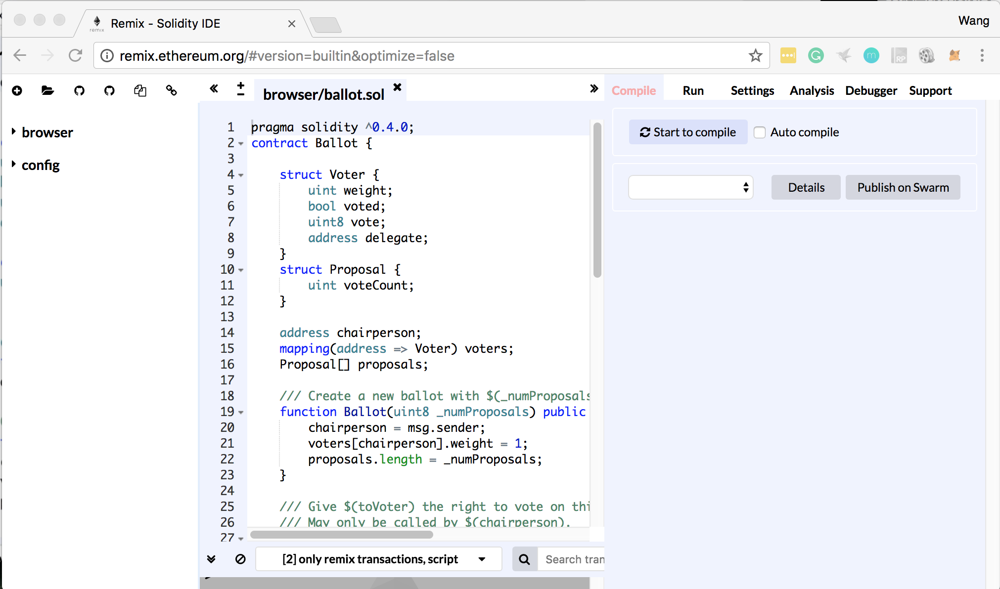 Remix - Solidity IDE
remix
Wang
remix.ethereum.org/#version=builtin&optimize=false
G
m
RP
browser/ballot.sol
Compile Run Settings Analysis Debugger Support
browser
config
Start to compile
Auto compile
Details
Publish on Swarm
1 pragma solidity ^0.4.0;
2 contract Ballot {
3
4 struct Voter {
5 uint weight;
6 bool voted;
7 uint8 vote;
8 address delegate;
9 }
10 struct Proposal {
11 uint voteCount;
12 }
13
14 address chairperson;
15 mapping(address => Voter) voters;
16 Proposal[] proposals;
17
18 /// Create a new ballot with $(_numProposals
19 function Ballot(uint8 _numProposals) public
20 chairperson = msg.sender;
21 voters[chairperson].weight = 1;
22 proposals.length = _numProposals;
23 }
24
25 /// Give $(toVoter) the right to vote on thi
26 /// May only be called by $(chairperson).
27
[2] only remix transactions, script
Search tran